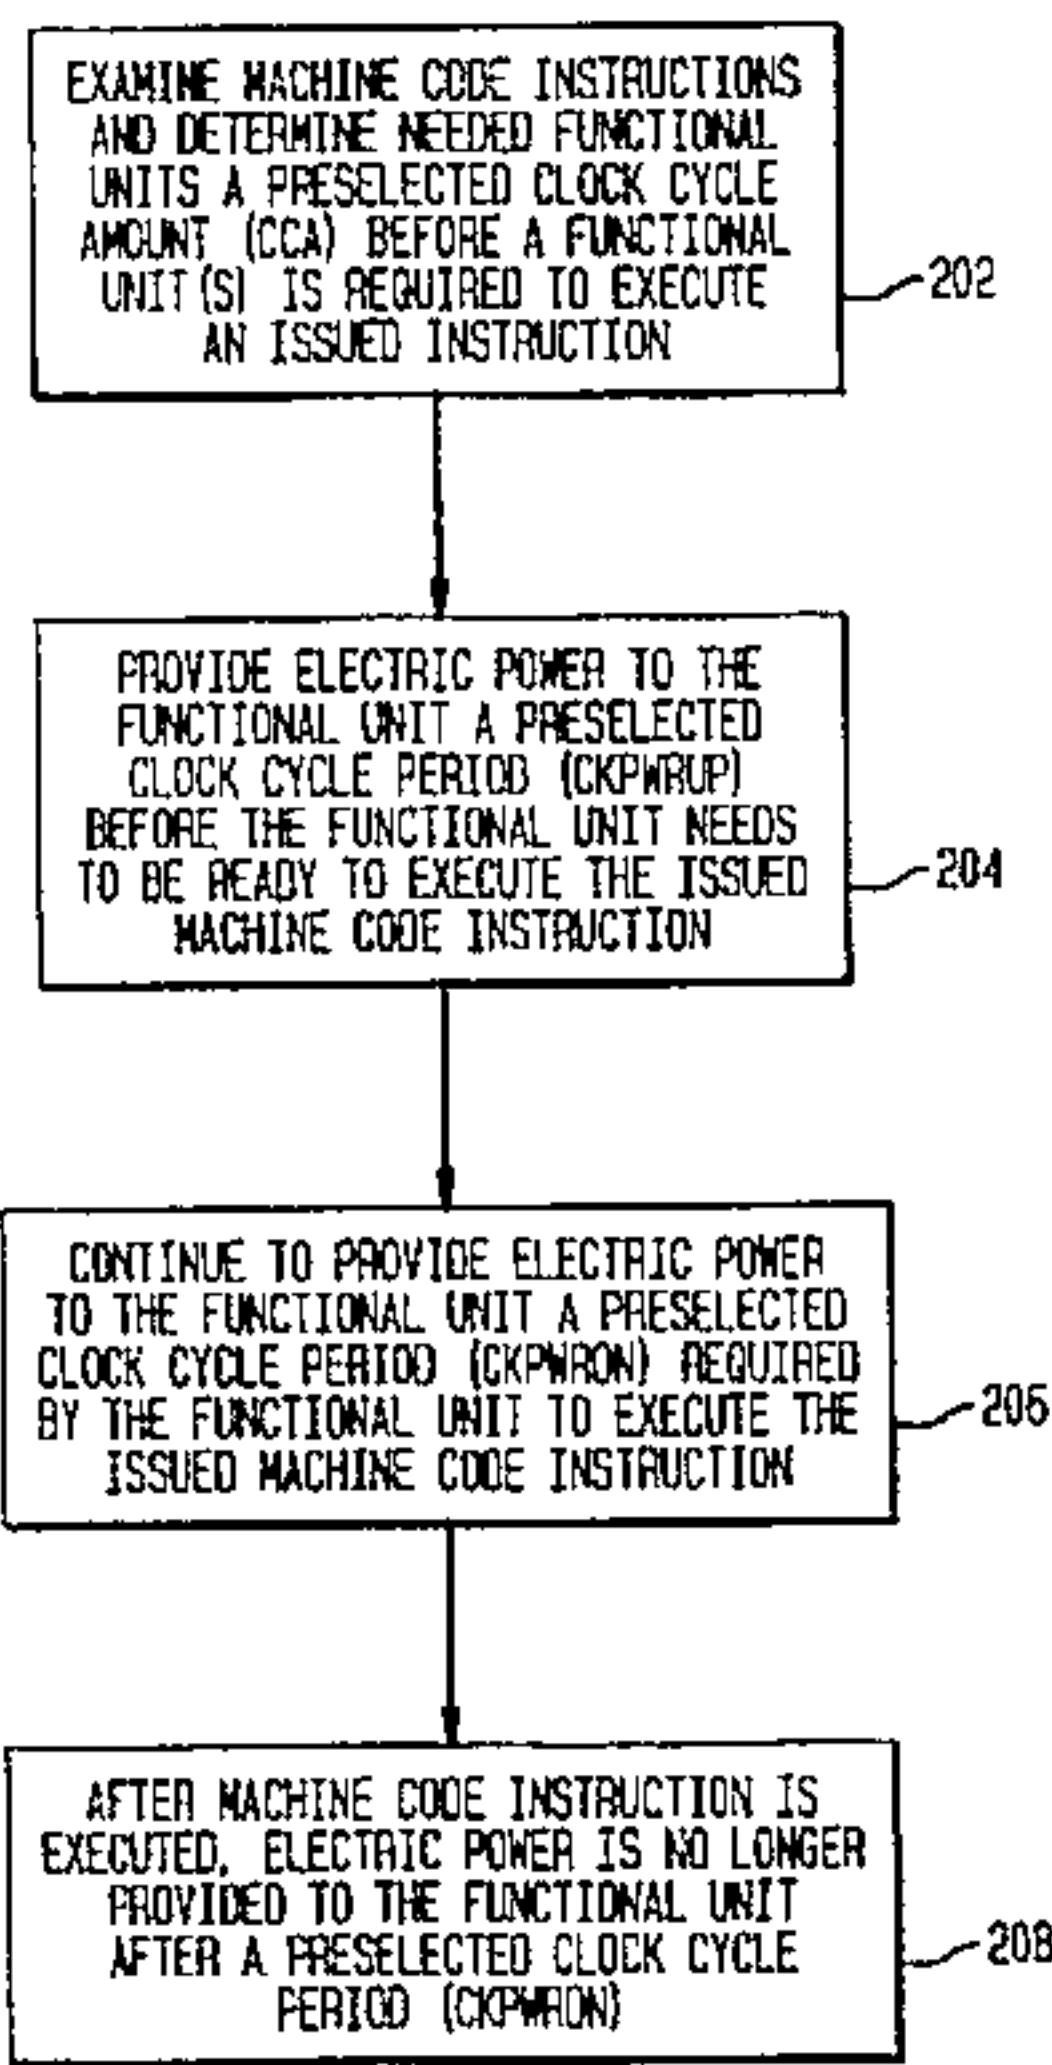 EXAMINE MACHINE CODE INSTRUCTIONS
AND DETERMINE NEEDED FUNCTIONAL
UNITS A PRESELECTED CLOCK CYCLE
AMOUNT (CCA) BEFORE A FUNCTIONAL
UNIT(S) IS REQUIRED TO EXECUTE
AN ISSUED INSTRUCTION
202
PROVIDE ELECTRIC POWER TO THE
FUNCTIONAL UNIT A PRESELECTED
CLOCK CYCLE PERIOD (CKPWRUP)
BEFORE THE FUNCTIONAL UNIT NEEDS
TO BE READY TO EXECUTE THE ISSUED
MACHINE CODE INSTRUCTION
204
CONTINUE TO PROVIDE ELECTRIC POWER
TO THE FUNCTIONAL UNIT A PRESELECTED
CLOCK CYCLE PERIOD (CKPWRON) REQUIRED
BY THE FUNCTIONAL UNIT TO EXECUTE THE
ISSUED MACHINE CODE INSTRUCTION
206
AFTER MACHINE CODE INSTRUCTION IS
EXECUTED, ELECTRIC POWER IS NO LONGER
PROVIDED TO THE FUNCTIONAL UNIT
AFTER A PRESELECTED CLOCK CYCLE
PERIOD (CKPWRON)
208